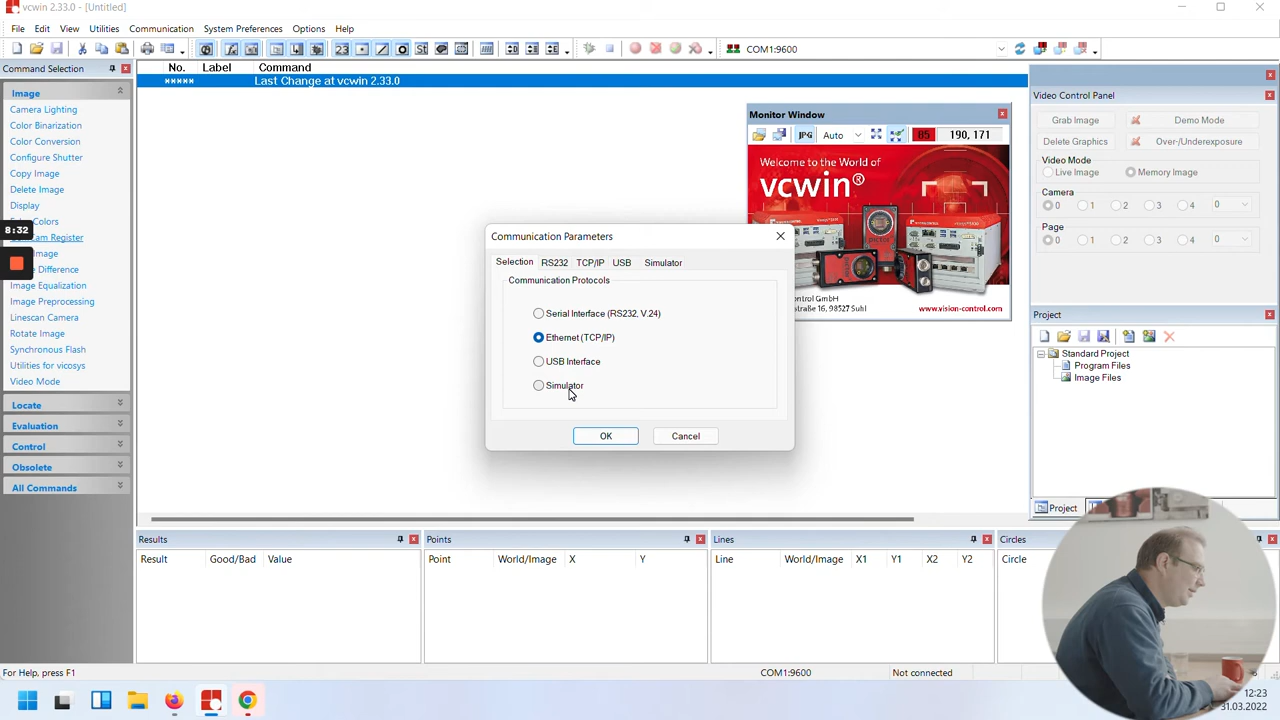 vcwin 2.33.0 - [Untitled]
File Edit View Utilities Communication System Preferences Options Help
COM1:9600
Command Selection
Image
Camera Lighting
Color Binarization
Color Conversion
Configure Shutter
Copy Image
Delete Image
Display
Colors
Register
Image
Difference
Image Equalization
Image Preprocessing
Linescan Camera
Rotate Image
Synchronous Flash
Utilities for vicosys
Video Mode
Locate
Evaluation
Control
Obsolete
All Commands
8:32
No. Label Command
***** Last Change at vcwin 2.33.0
Monitor Window
JPG Auto 85 190, 171
Welcome to the World of
vcwin®
ontrol GmbH
straße 16, 98527 Suhl
www.vision-control.com
Communication Parameters
Selection RS232 TCP/IP USB Simulator
Communication Protocols
Serial Interface (RS232, V.24)
Ethernet (TCP/IP)
USB Interface
Simulator
OK Cancel
Video Control Panel
Grab Image Demo Mode
Delete Graphics Over-/Underexposure
Video Mode
Live Image Memory Image
Camera
0 1 2 3 4 0
Page
0 1 2 3 4 0
Project
Standard Project
Program Files
Image Files
Project
Results
Result Good/Bad Value
Points
Point World/Image X Y
Lines
Line World/Image X1 Y1 X2 Y2
Circles
Circle
For Help, press F1
COM1:9600 Not connected
12:23
31.03.2022